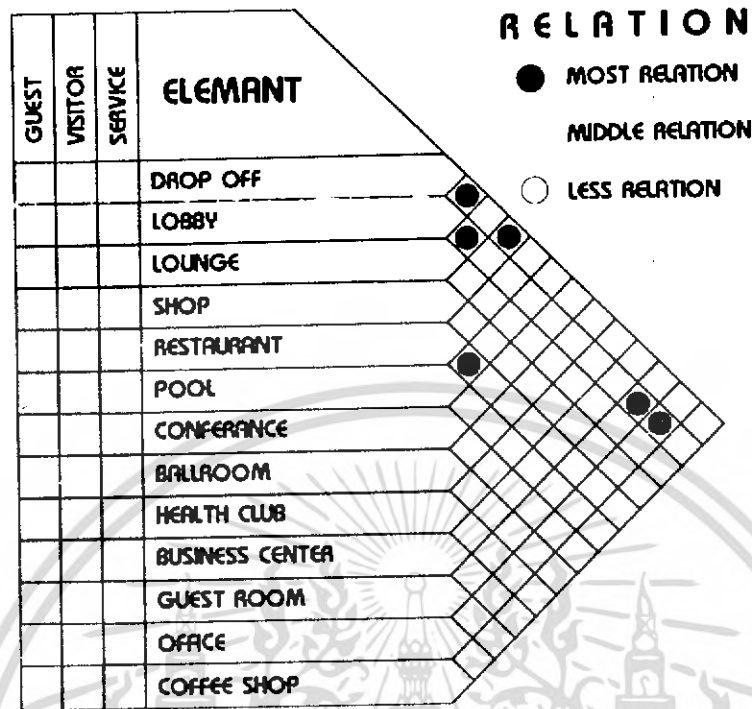 RELATION
MOST RELATION
MIDDLE RELATION
LESS RELATION
GUEST
VISITOR
SERVICE
ELEMANT
DROP OFF
LOBBY
LOUNGE
SHOP
RESTAURANT
POOL
CONFERANCE
BALLROOM
HEALTH CLUB
BUSINESS CENTER
GUEST ROOM
OFFICE
COFFEE SHOP